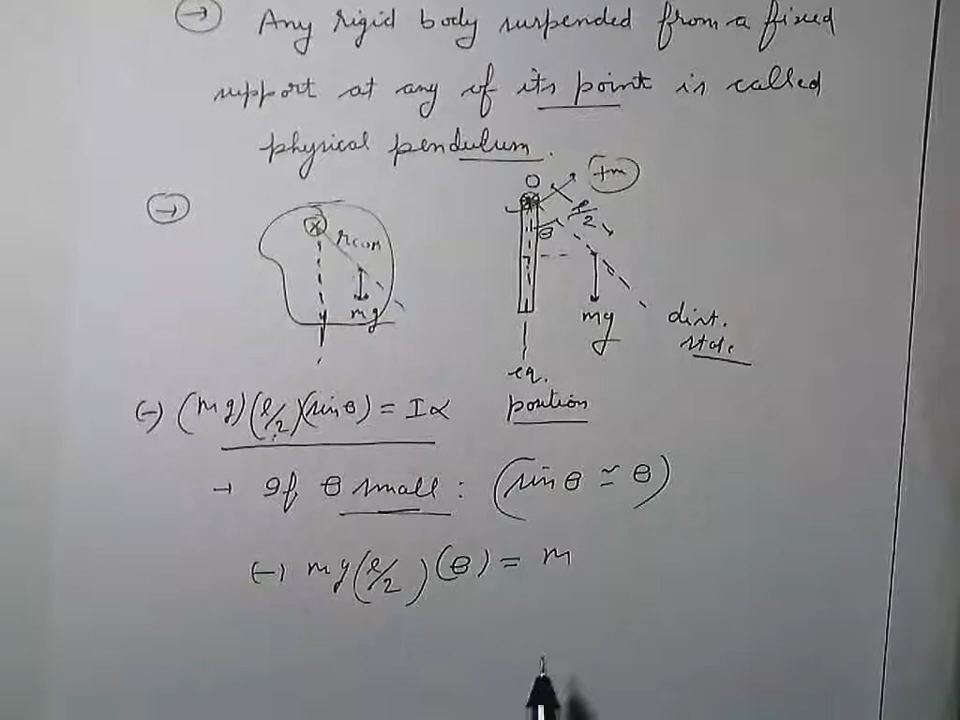 → Any rigid body suspended from a fixed
support at any of its point is called
physical pendulum.
→
x rcom
mg
O +m
θ l/2
mg
dist.
state
eq.
position
(-) (mg)(l/2)(sinθ) = Iα
→ If θ small: (sinθ ≃ θ)
(-) mg(l/2)(θ) = m